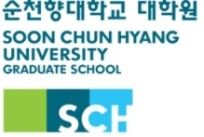 순천향대학교 대학원
SOON CHUN HYANG
UNIVERSITY
GRADUATE SCHOOL
SCH